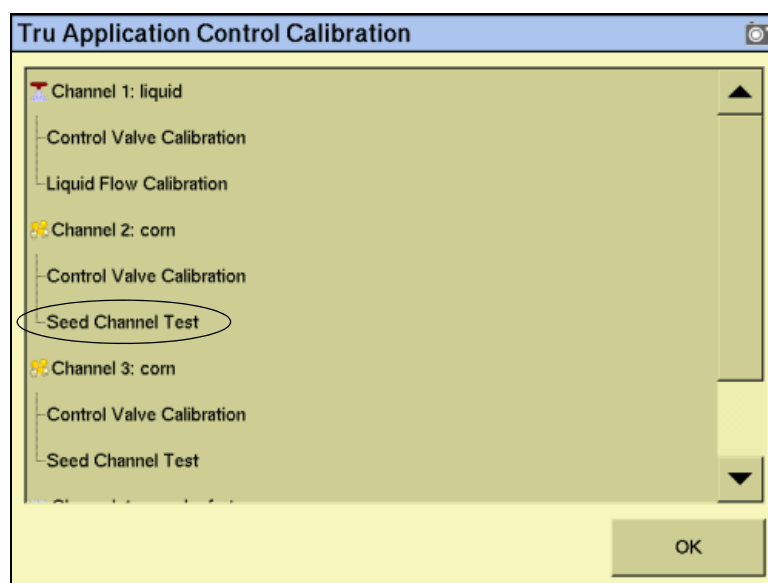 Tru Application Control Calibration
Channel 1: liquid
Control Valve Calibration
Liquid Flow Calibration
Channel 2: corn
Control Valve Calibration
Seed Channel Test
Channel 3: corn
Control Valve Calibration
Seed Channel Test
OK